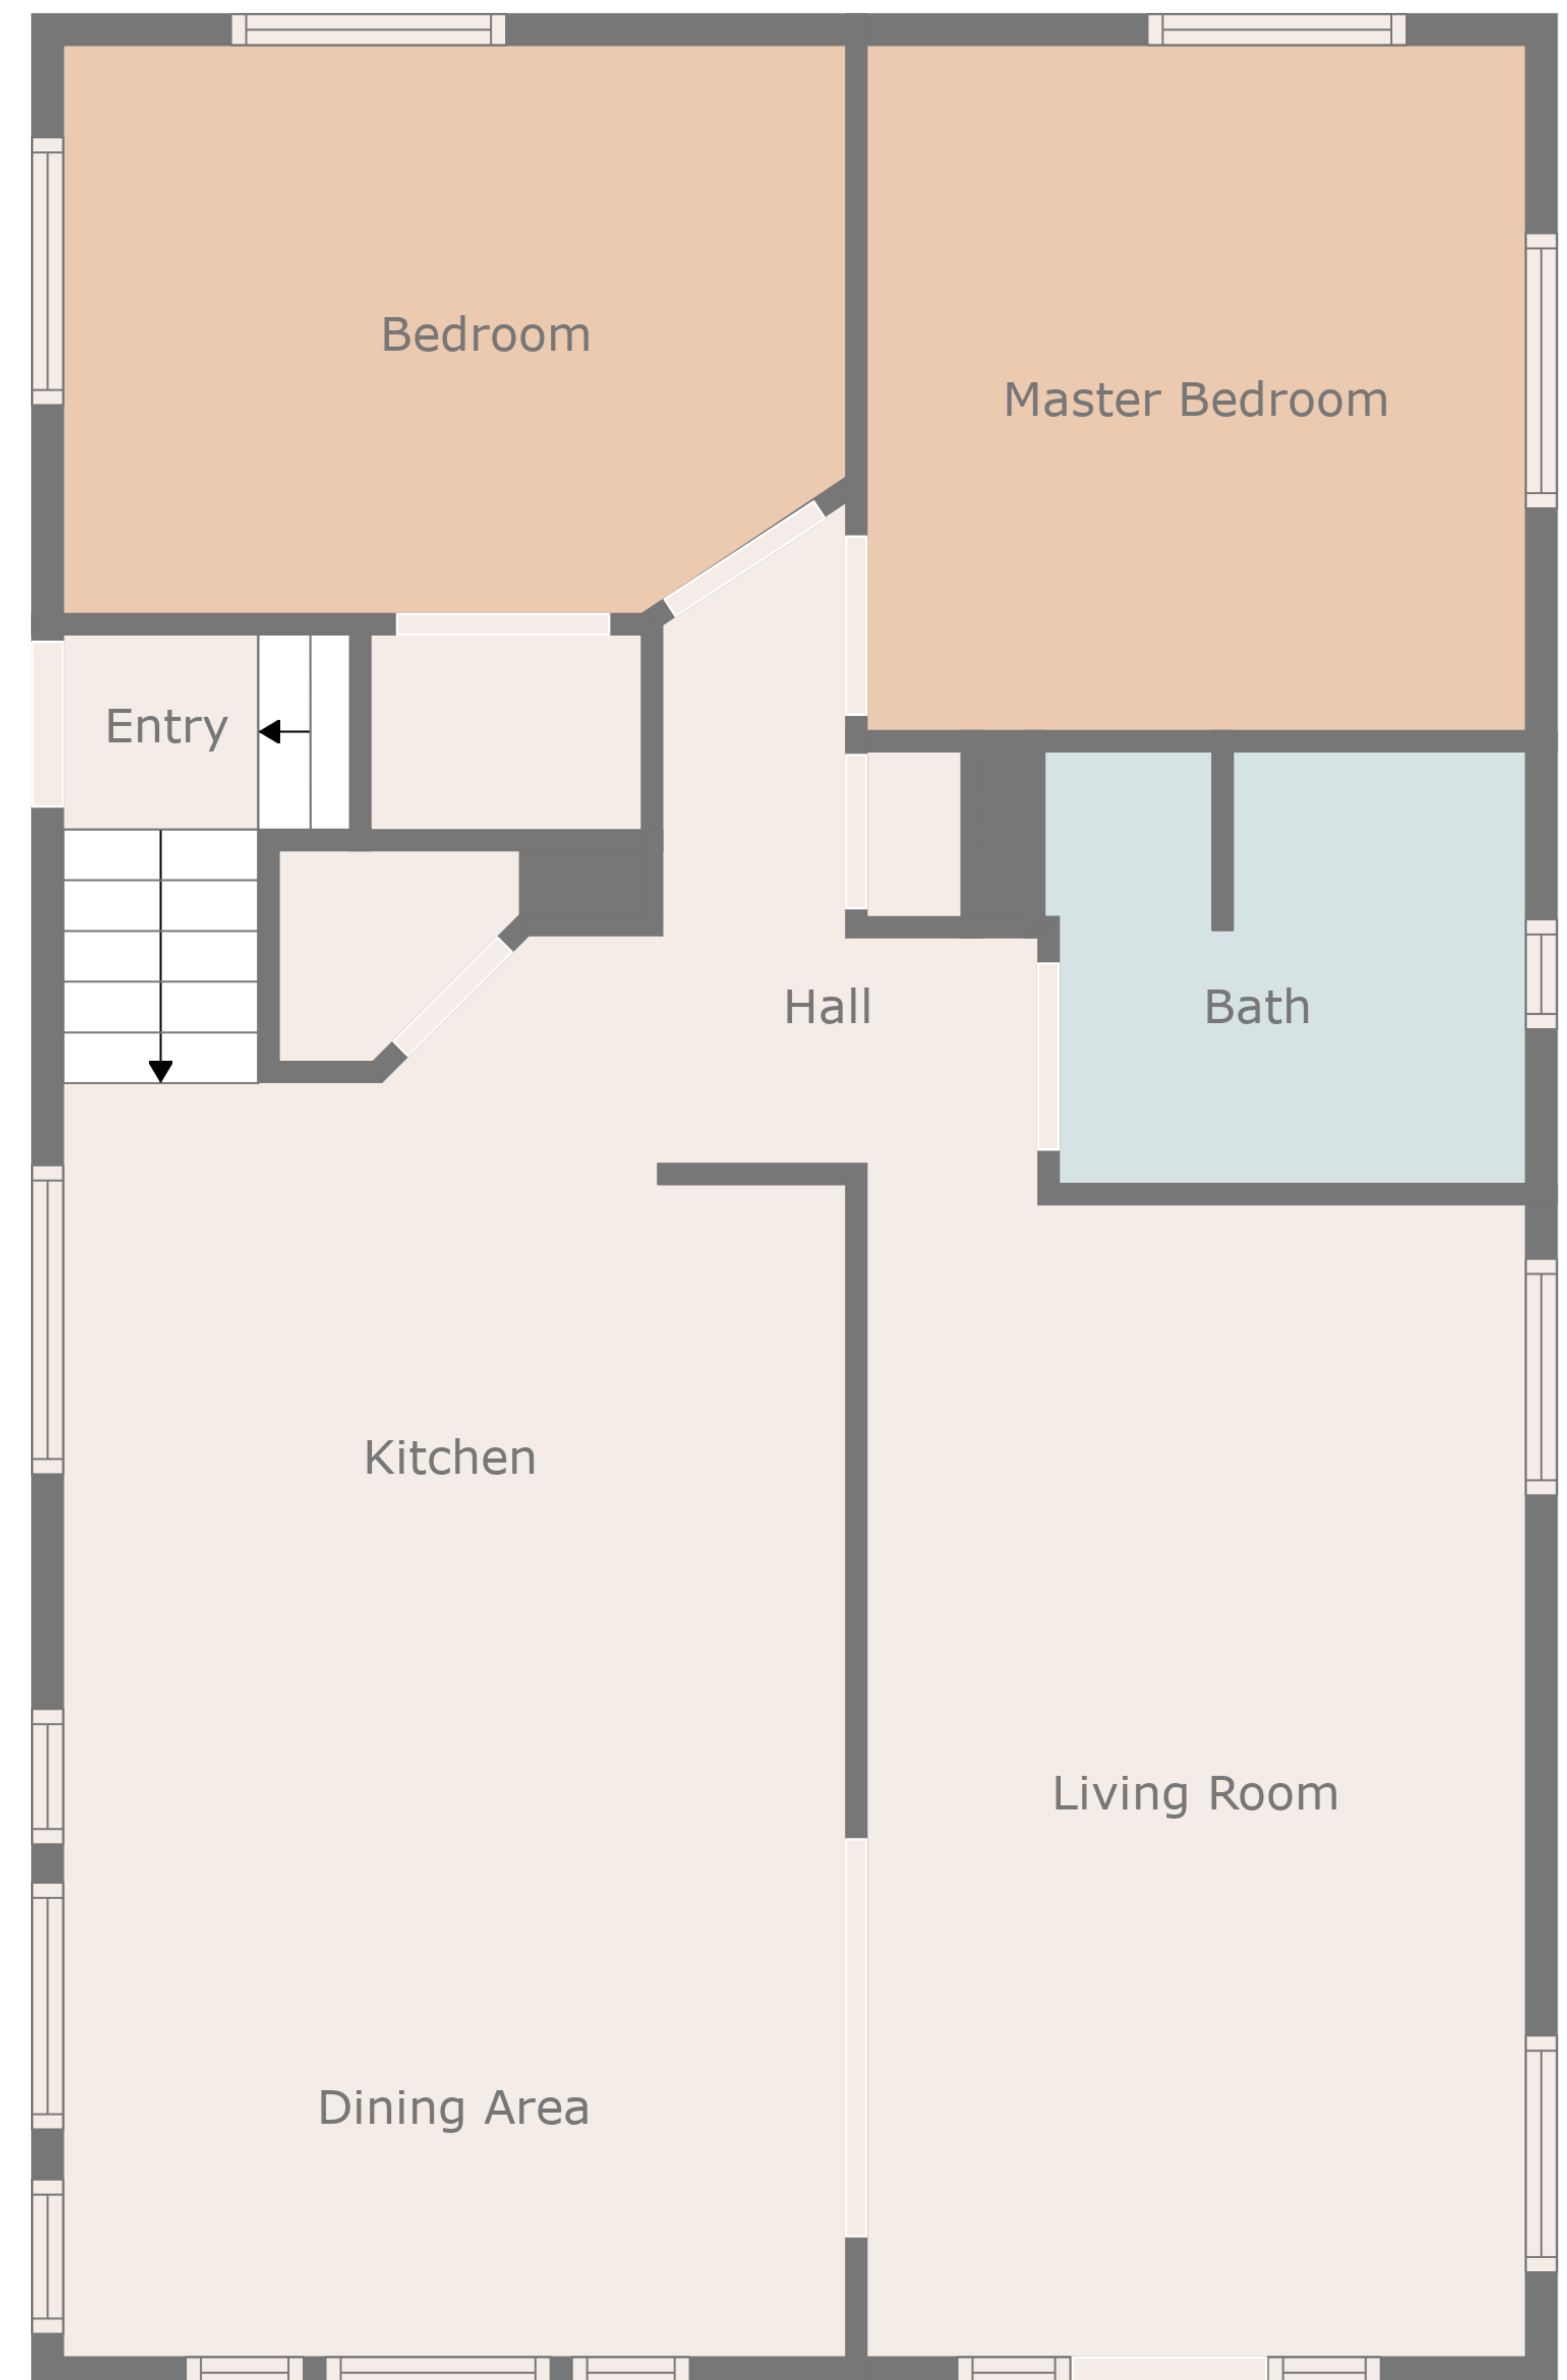 Bedroom
Master Bedroom
Entry
Hall
Bath
Kitchen
Living Room
Dining Area